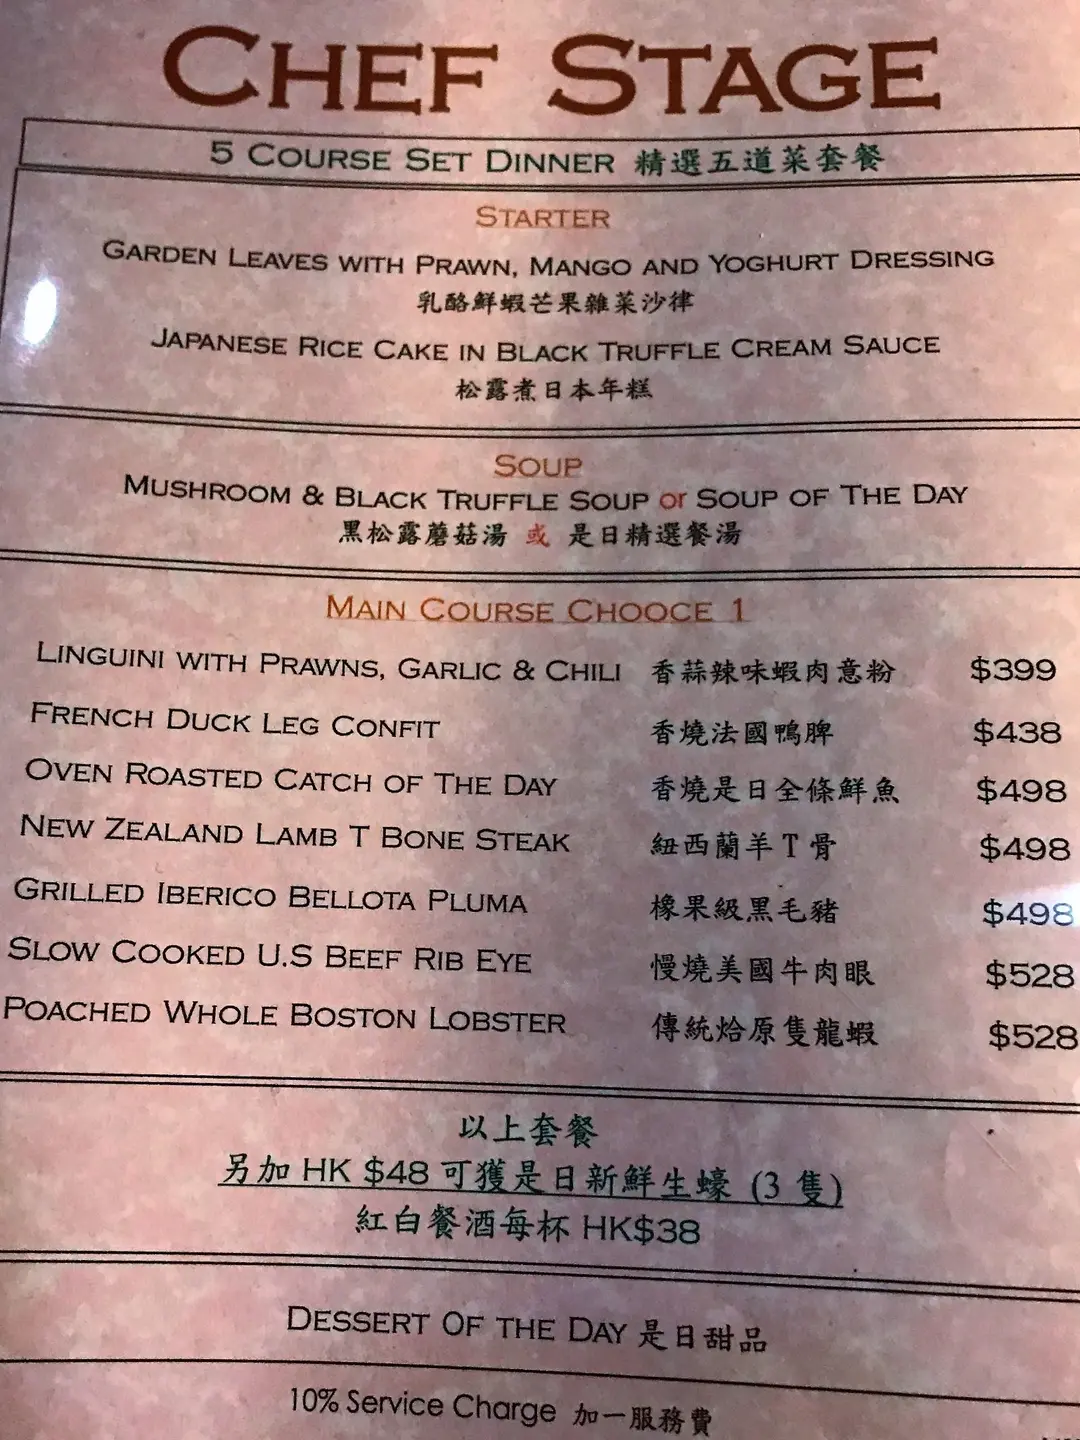 CHEF STAGE
5 COURSE SET DINNER 精選五道菜套餐
STARTER
GARDEN LEAVES WITH PRAWN, MANGO AND YOGHURT DRESSING
乳酪鮮蝦芒果雜菜沙律
JAPANESE RICE CAKE IN BLACK TRUFFLE CREAM SAUCE
松露煮日本年糕
SOUP
MUSHROOM & BLACK TRUFFLE SOUP or SOUP OF THE DAY
黑松露蘑菇湯 或 是日精選餐湯
MAIN COURSE CHOOCE 1
LINGUINI WITH PRAWNS, GARLIC & CHILI 香蒜辣味蝦肉意粉 $399
FRENCH DUCK LEG CONFIT 香燒法國鴨脾 $438
OVEN ROASTED CATCH OF THE DAY 香燒是日全條鮮魚 $498
NEW ZEALAND LAMB T BONE STEAK 紐西蘭羊T骨 $498
GRILLED IBERICO BELLOTA PLUMA 橡果級黑毛豬 $498
SLOW COOKED U.S BEEF RIB EYE 慢燒美國牛肉眼 $528
POACHED WHOLE BOSTON LOBSTER 傳統烚原隻龍蝦 $528
以上套餐
另加 HK $48 可獲是日新鮮生蠔 (3 隻)
紅白餐酒每杯 HK$38
DESSERT OF THE DAY 是日甜品
10% Service Charge 加一服務費